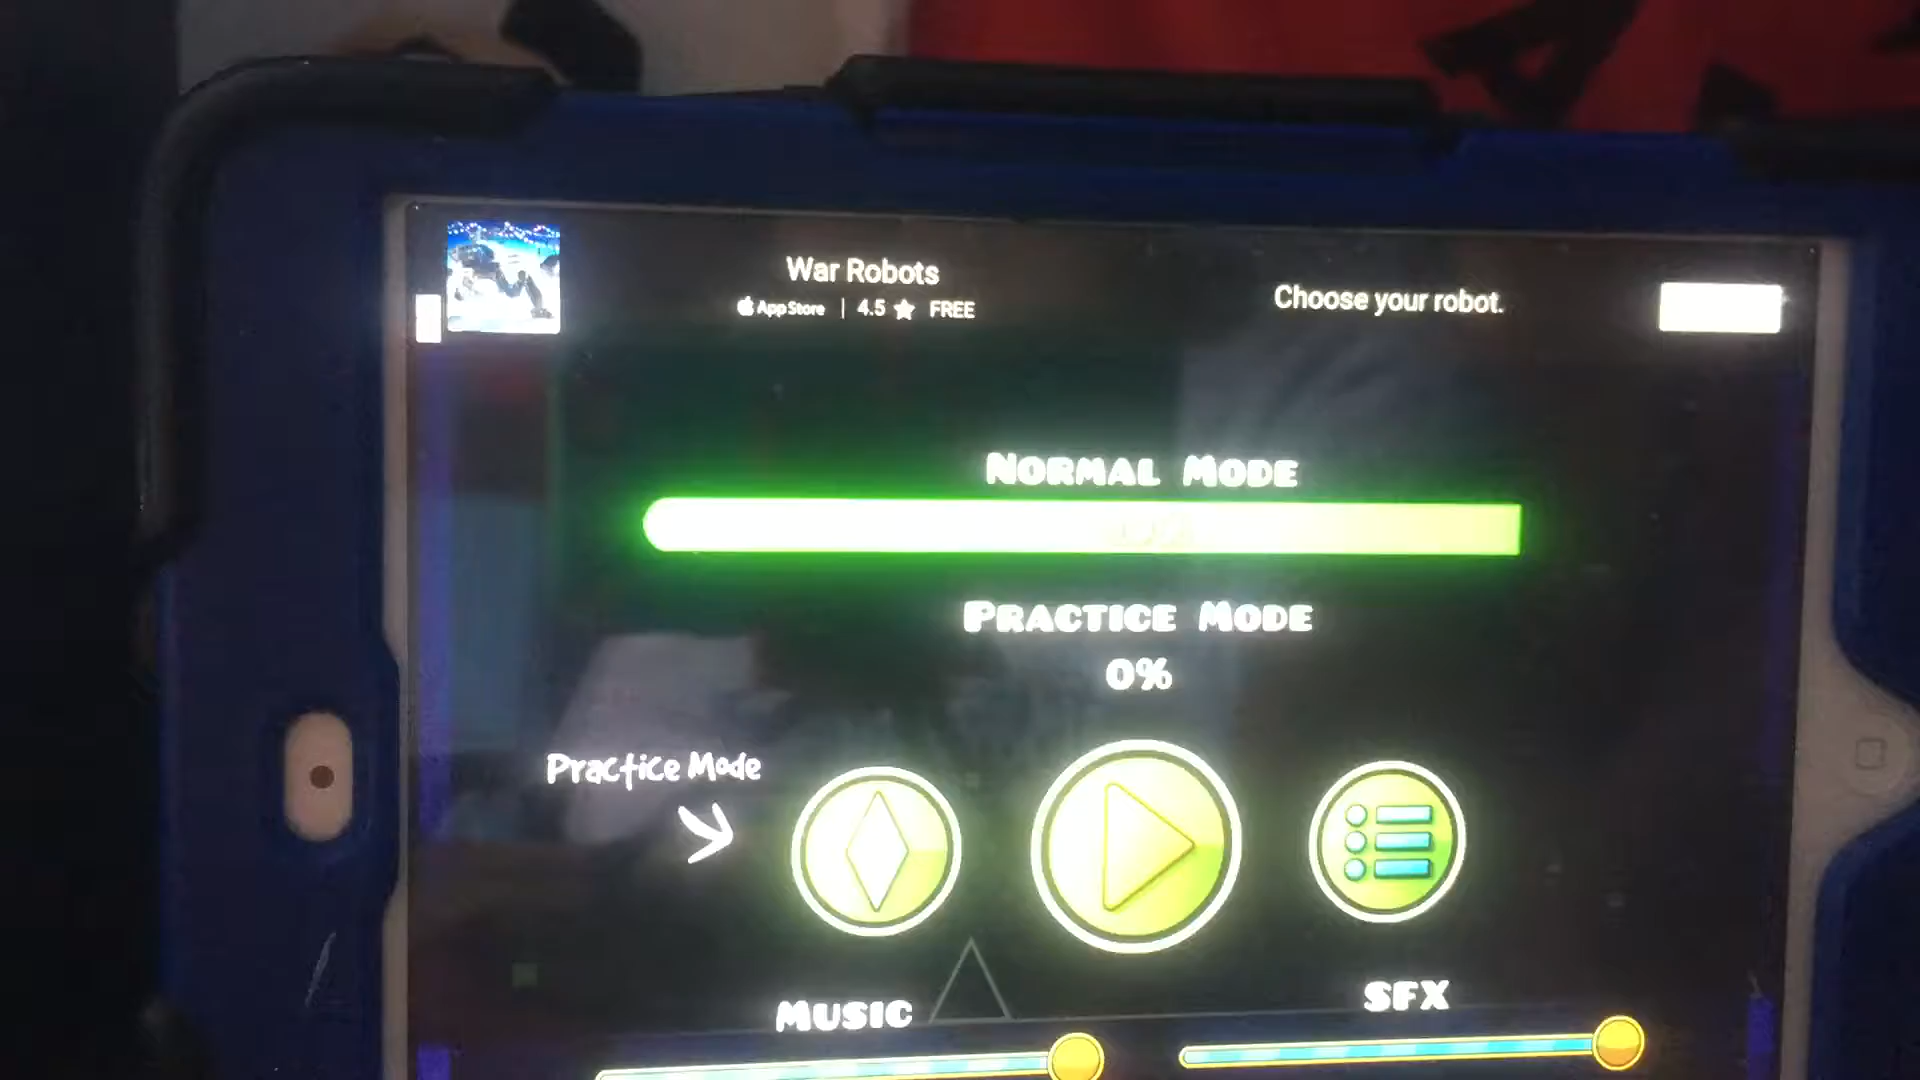 War Robots
App Store | 4.5 ★ FREE
Choose your robot.
Normal Mode
Practice Mode
0%
Practice Mode
Music
SFX